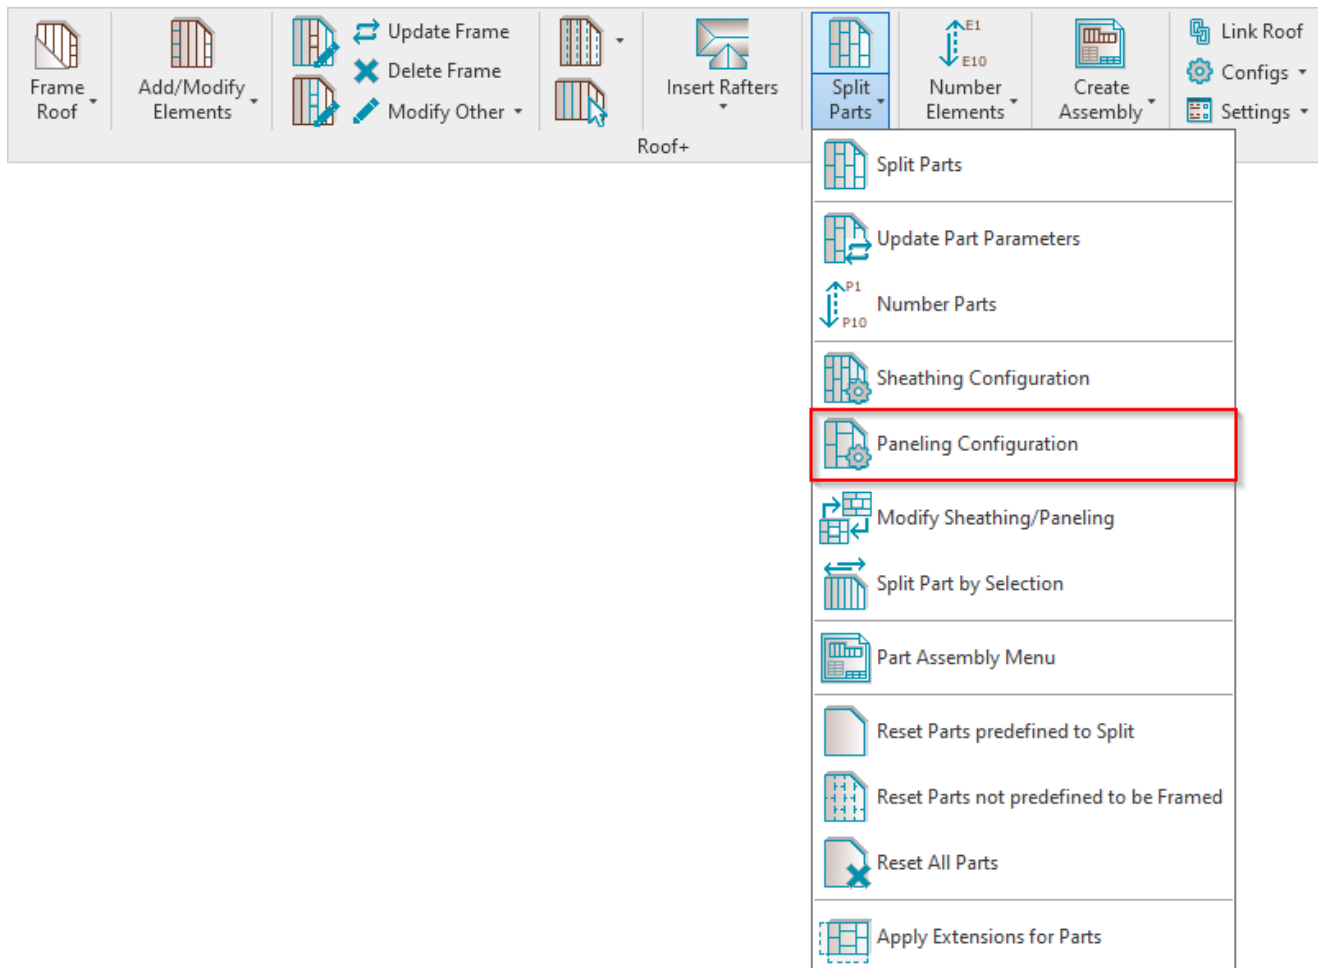 Frame
Roof
Add/Modify
Elements
Update Frame
Delete Frame
Modify Other
Insert Rafters
Split
Parts
E1
E10
Number
Elements
Create
Assembly
Link Roof
Configs
Settings
Roof+
Split Parts
Update Part Parameters
P1
P10
Number Parts
Sheathing Configuration
Paneling Configuration
Modify Sheathing/Paneling
Split Part by Selection
Part Assembly Menu
Reset Parts predefined to Split
Reset Parts not predefined to be Framed
Reset All Parts
Apply Extensions for Parts